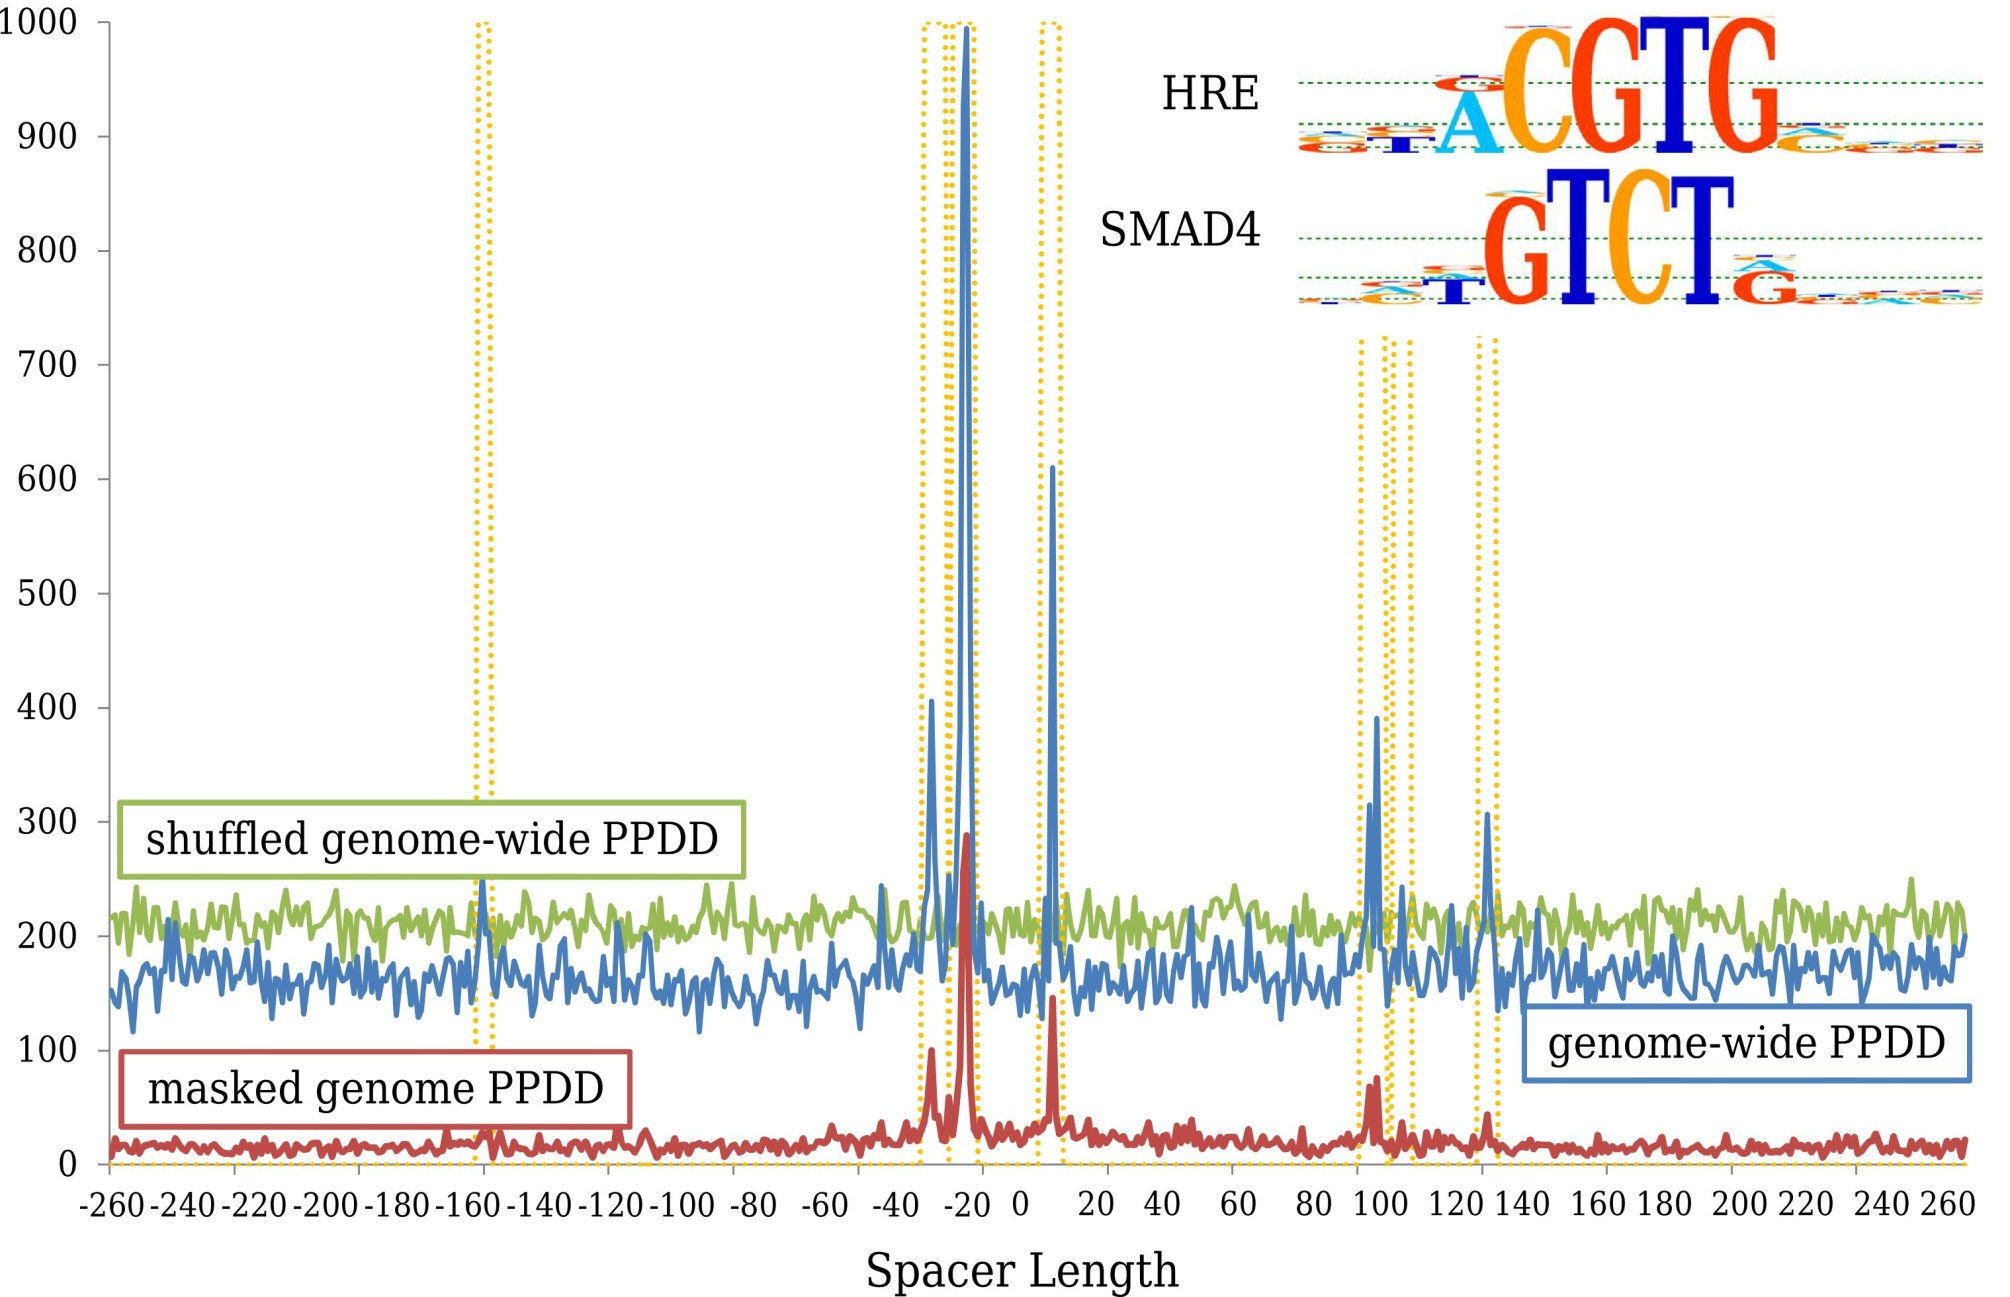 1000
900
800
700
600
500
400
300
200
100
0
HRE
ACGTG
SMAD4
GTCT
shuffled genome-wide PPDD
masked genome PPDD
genome-wide PPDD
-260 -240 -220 -200 -180 -160 -140 -120 -100 -80 -60 -40 -20 0 20 40 60 80 100 120 140 160 180 200 220 240 260
Spacer Length